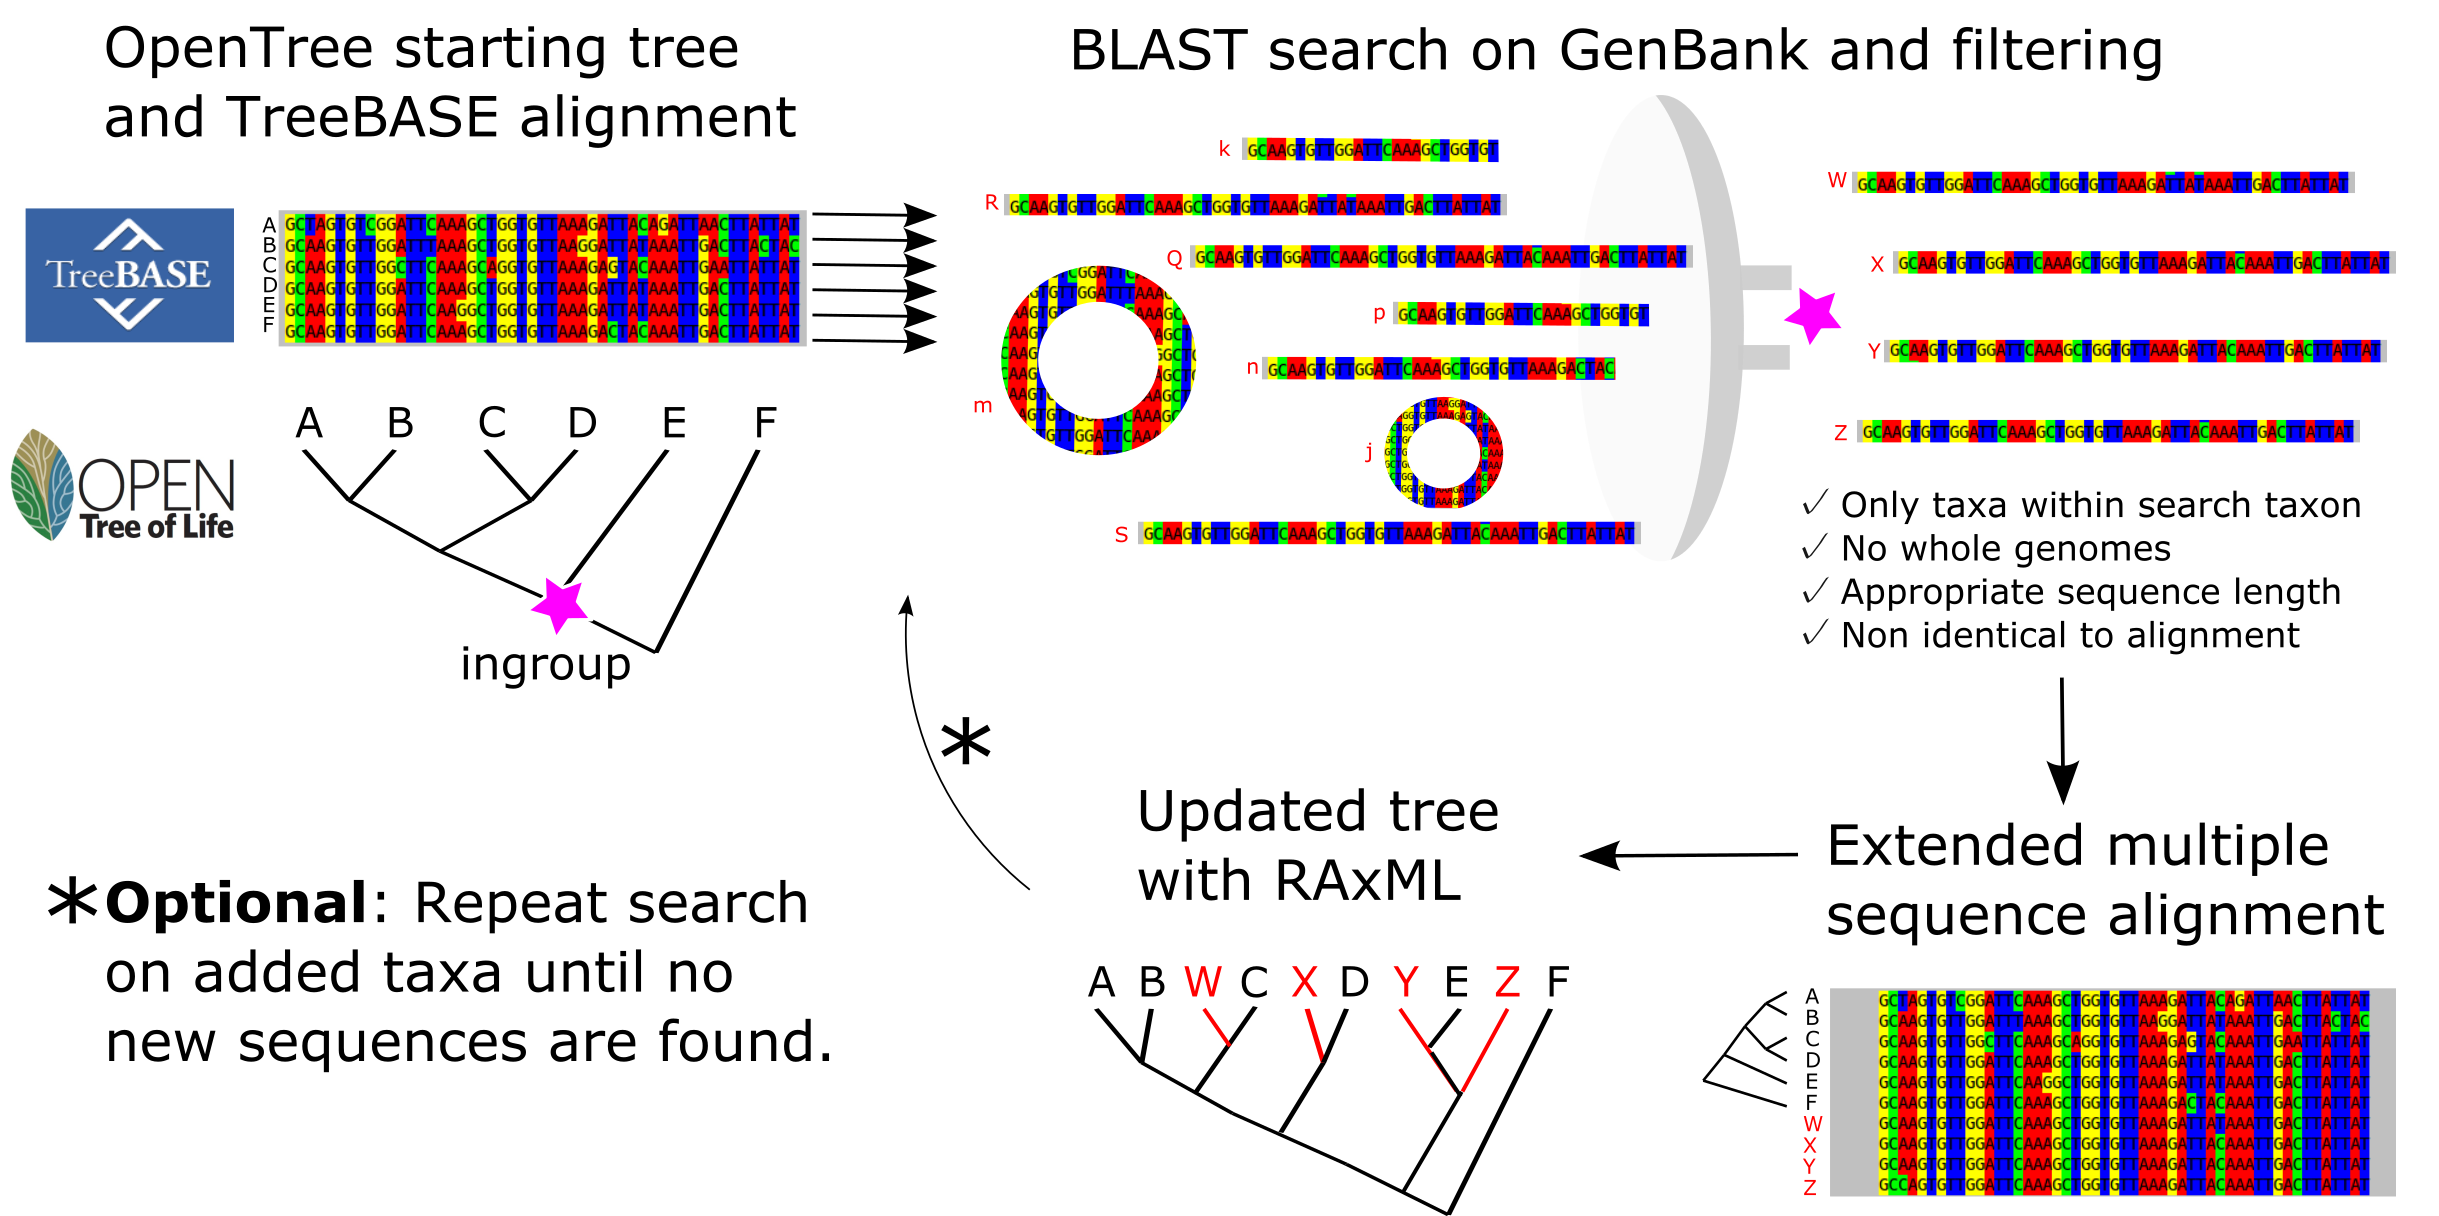 OpenTree starting tree
and TreeBASE alignment
BLAST search on GenBank and filtering
TreeBASE
A GCTAGTGTCGGATTCAAAGCTGGTGTTAAAGATTACAGATTAACTTATTAT
B GCAAGTGTTGGATTTAAAGCTGGTGTTAAGGATTATAAATTGACTTACTAC
C GCAAGTGTTGGCTTCAAAGCAGGTGTTAAAGAGTACAAATTGAATTATTAT
D GCAAGTGTTGGATTCAAAGCTGGTGTTAAAGATTATAAATTGACTTATTAT
E GCAAGTGTTGGATTCAAGGCTGGTGTTAAAGATTATAAATTGACTTATTAT
F GCAAGTGTTGGATTCAAAGCTGGTGTTAAAGACTACAAATTGACTTATTAT
k GCAAGTGTTGGATTCAAAGCTGGTGT
R GCAAGTGTTGGATTCAAAGCTGGTGTTAAAGATTATAAATTGACTTATTAT
Q GCAAGTGTTGGATTCAAAGCTGGTGTTAAAGATTACAAATTGACTTATTAT
p GCAAGTGTTGGATTCAAAGCTGGTGT
n GCAAGTGTTGGATTCAAAGCTGGTGTTAAAGACTAC
m
j
S GCAAGTGTTGGATTCAAAGCTGGTGTTAAAGATTACAAATTGACTTATTAT
W GCAAGTGTTGGATTCAAAGCTGGTGTTAAAGATTATAAATTGACTTATTAT
X GCAAGTGTTGGATTCAAAGCTGGTGTTAAAGATTACAAATTGACTTATTAT
Y GCAAGTGTTGGATTCAAAGCTGGTGTTAAAGATTACAAATTGACTTATTAT
Z GCAAGTGTTGGATTCAAAGCTGGTGTTAAAGATTACAAATTGACTTATTAT
✓ Only taxa within search taxon
✓ No whole genomes
✓ Appropriate sequence length
✓ Non identical to alignment
OPEN
Tree of Life
A B C D E F
ingroup
*
Extended multiple
sequence alignment
A GCTAGTGTCGGATTCAAAGCTGGTGTTAAAGATTACAGATTAACTTATTAT
B GCAAGTGTTGGATTTAAAGCTGGTGTTAAGGATTATAAATTGACTTACTAC
C GCAAGTGTTGGCTTCAAAGCAGGTGTTAAAGAGTACAAATTGAATTATTAT
D GCAAGTGTTGGATTCAAAGCTGGTGTTAAAGATTATAAATTGACTTATTAT
E GCAAGTGTTGGATTCAAGGCTGGTGTTAAAGATTATAAATTGACTTATTAT
F GCAAGTGTTGGATTCAAAGCTGGTGTTAAAGACTACAAATTGACTTATTAT
W GCAAGTGTTGGATTCAAAGCTGGTGTTAAAGATTATAAATTGACTTATTAT
X GCAAGTGTTGGATTCAAAGCTGGTGTTAAAGATTACAAATTGACTTATTAT
Y GCAAGTGTTGGATTCAAAGCTGGTGTTAAAGATTACAAATTGACTTATTAT
Z GCCAGTGTTGGATTCAAAGCTGGTGTTAAAGATTACAAATTGACTTATTAT
Updated tree
with RAxML
A B W C X D Y E Z F
*Optional: Repeat search
on added taxa until no
new sequences are found.